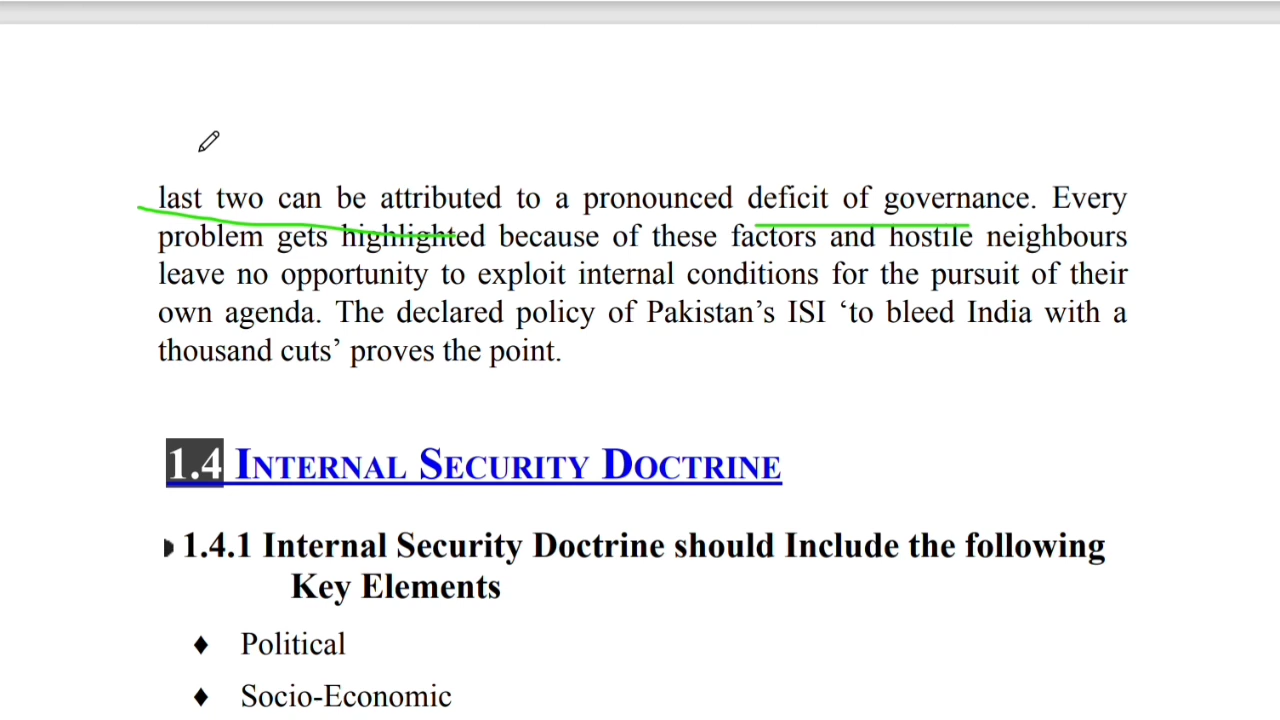 last two can be attributed to a pronounced deficit of governance. Every
problem gets highlighted because of these factors and hostile neighbours
leave no opportunity to exploit internal conditions for the pursuit of their
own agenda. The declared policy of Pakistan’s ISI ‘to bleed India with a
thousand cuts’ proves the point.
1.4 INTERNAL SECURITY DOCTRINE
1.4.1 Internal Security Doctrine should Include the following
Key Elements
♦ Political
♦ Socio-Economic